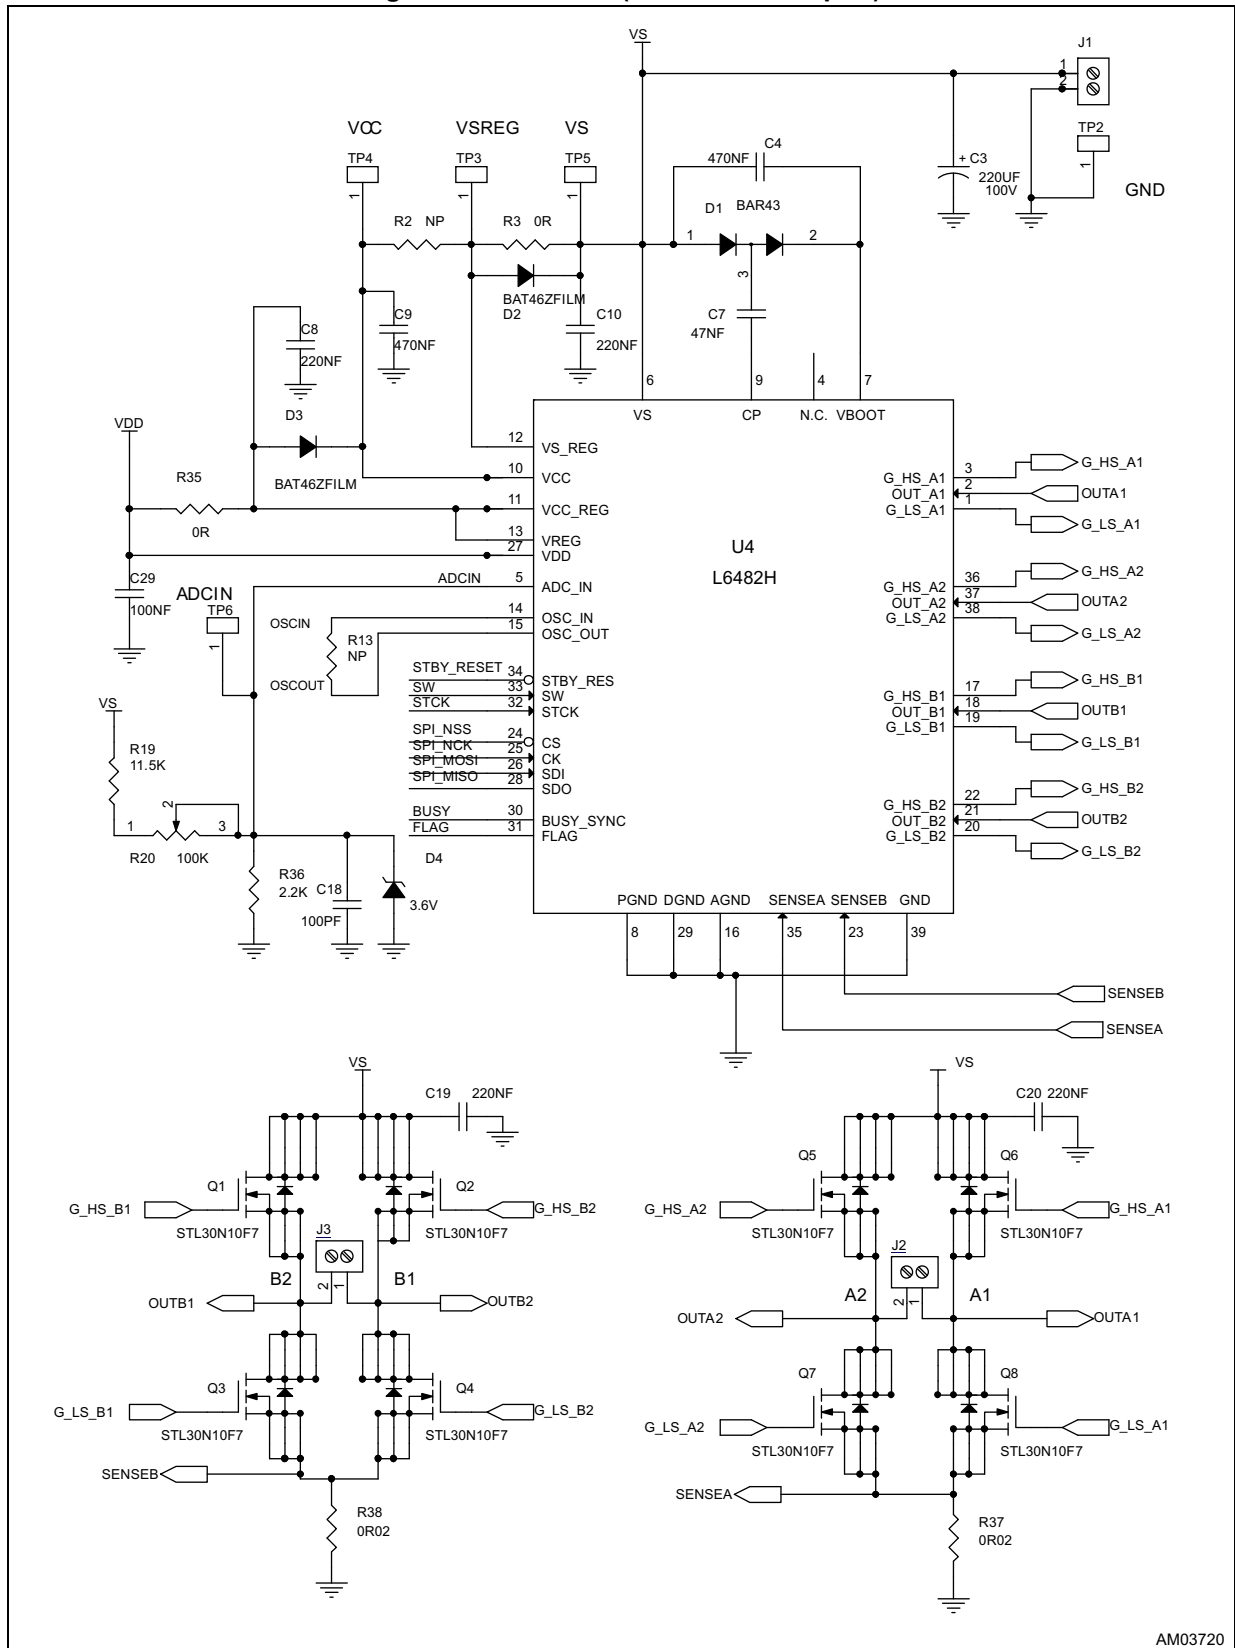 VS
J1
1
2
VCC
VSREG
VS
C4
470NF
TP4
TP3
TP5
TP2
1
1
1
1
+ C3
220UF
100V
GND
R2 NP
R3 0R
D1 BAR43
1
2
3
BAT46ZFILM
D2
C8
220NF
C9
470NF
C10
220NF
C7
47NF
6
9
4
7
VS
CP
N.C.
VBOOT
VDD
D3
BAT46ZFILM
R35
0R
12
VS_REG
10
VCC
11
VCC_REG
13
VREG
27
VDD
C29
100NF
ADCIN
TP6
1
ADCIN
5
ADC_IN
14
OSC_IN
15
OSC_OUT
OSCIN
R13
NP
OSCOUT
U4
L6482H
STBY_RESET
34
STBY_RES
SW
33
SW
STCK
32
STCK
SPI_NSS
24
CS
SPI_NCK
25
CK
SPI_MOSI
26
SDI
SPI_MISO
28
SDO
BUSY
30
BUSY_SYNC
FLAG
31
FLAG
G_HS_A1
3
G_HS_A1
OUT_A1
2
OUTA1
G_LS_A1
1
G_LS_A1
G_HS_A2
36
G_HS_A2
OUT_A2
37
OUTA2
G_LS_A2
38
G_LS_A2
G_HS_B1
17
G_HS_B1
OUT_B1
18
OUTB1
G_LS_B1
19
G_LS_B1
G_HS_B2
22
G_HS_B2
OUT_B2
21
OUTB2
G_LS_B2
20
G_LS_B2
VS
R19
11.5K
2
1
3
R20 100K
R36
2.2K
C18
100PF
D4
3.6V
PGND DGND AGND SENSEA SENSEB GND
8
29
16
35
23
39
SENSEB
SENSEA
VS
C19 220NF
Q1
Q2
G_HS_B1
G_HS_B2
STL30N10F7
STL30N10F7
J3
2
1
B2
B1
OUTB1
OUTB2
Q3
Q4
G_LS_B1
G_LS_B2
STL30N10F7
STL30N10F7
SENSEB
R38
0R02
VS
C20 220NF
Q5
Q6
G_HS_A2
G_HS_A1
STL30N10F7
STL30N10F7
J2
2
1
A2
A1
OUTA2
OUTA1
Q7
Q8
G_LS_A2
G_LS_A1
STL30N10F7
STL30N10F7
SENSEA
R37
0R02
AM03720